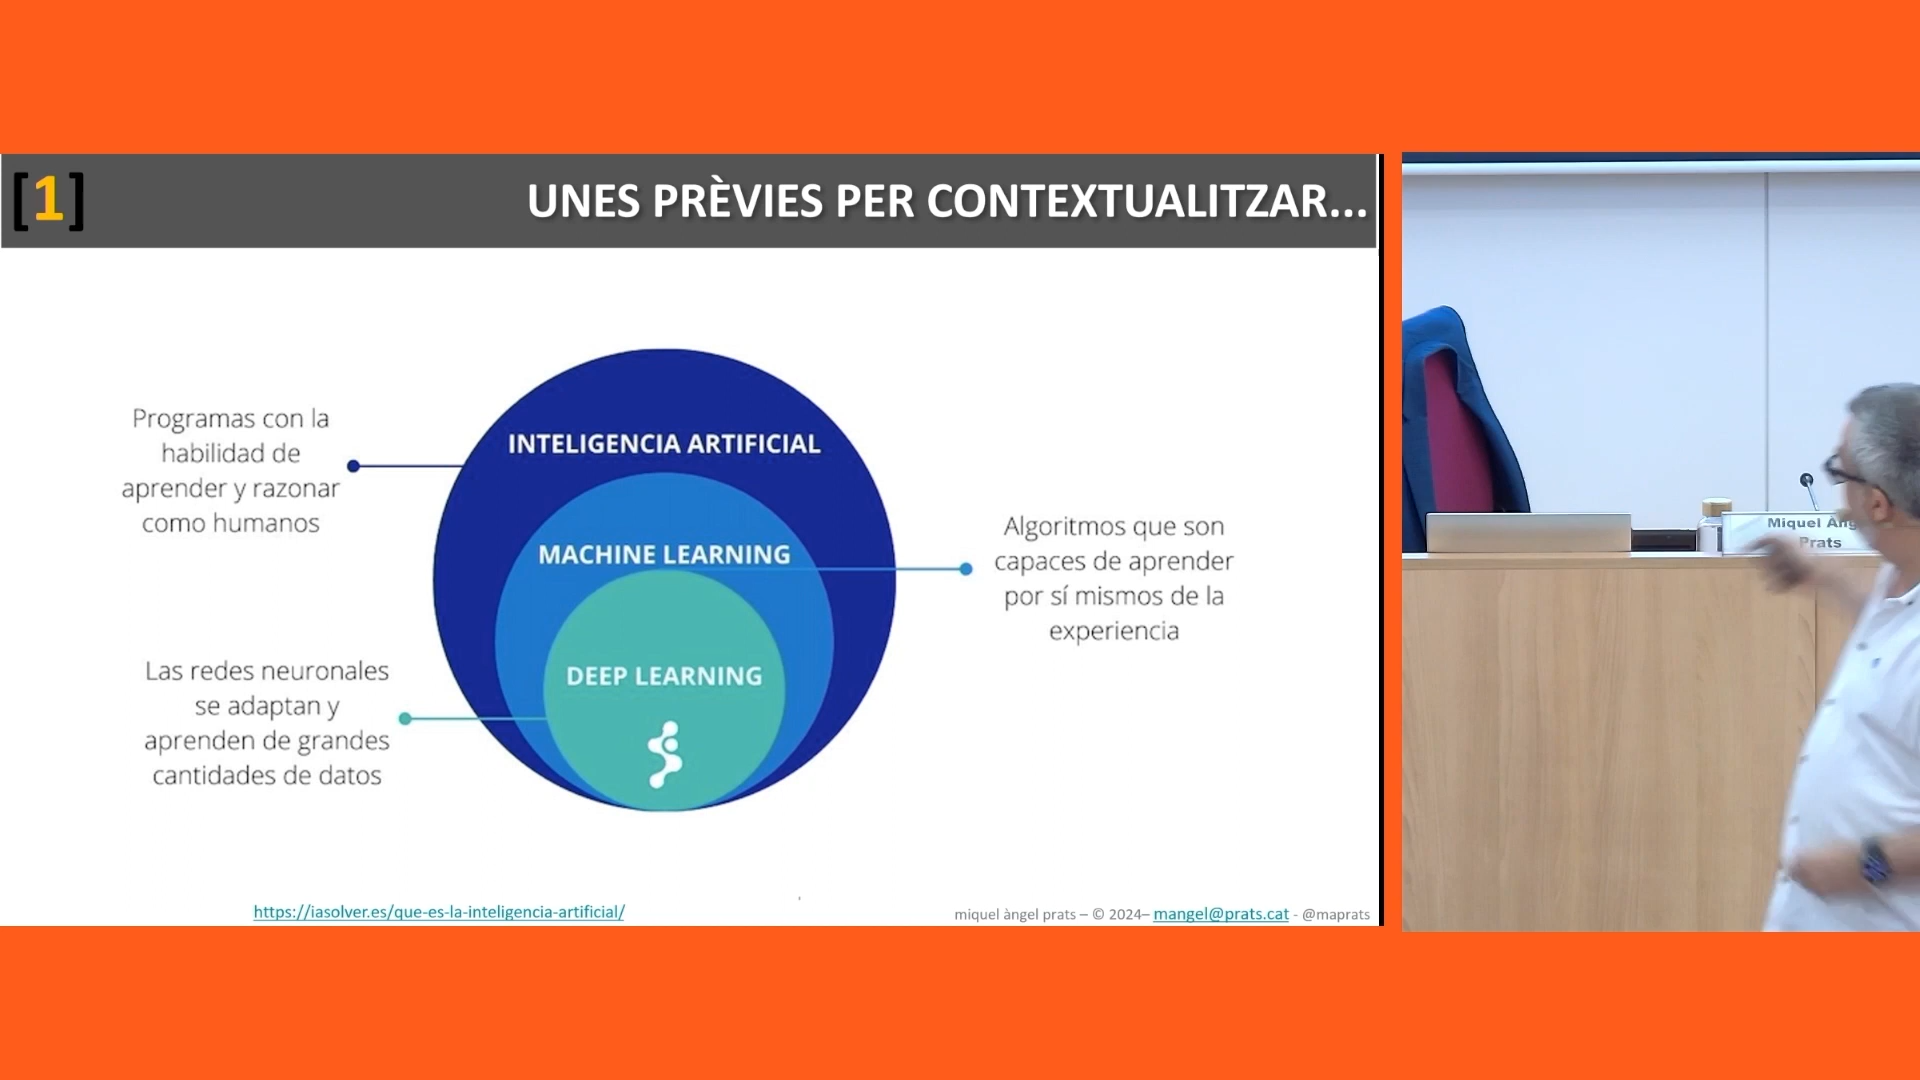 [1]
UNES PRÈVIES PER CONTEXTUALITZAR...
Programas con la
habilidad de
aprender y razonar
como humanos
INTELIGENCIA ARTIFICIAL
MACHINE LEARNING
Algoritmos que son
capaces de aprender
por sí mismos de la
experiencia
DEEP LEARNING
Las redes neuronales
se adaptan y
aprenden de grandes
cantidades de datos
https://iasolver.es/que-es-la-inteligencia-artificial/
miquel àngel prats – © 2024– mangel@prats.cat - @maprats
Miquel
Prats